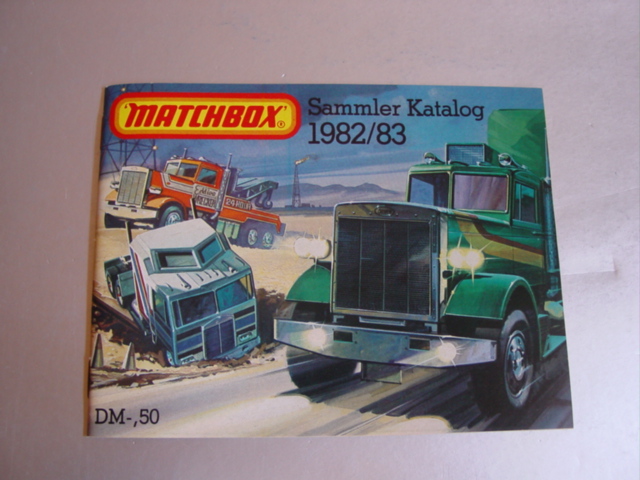 "MATCHBOX"®
Sammler Katalog
1982/83
DM-,50